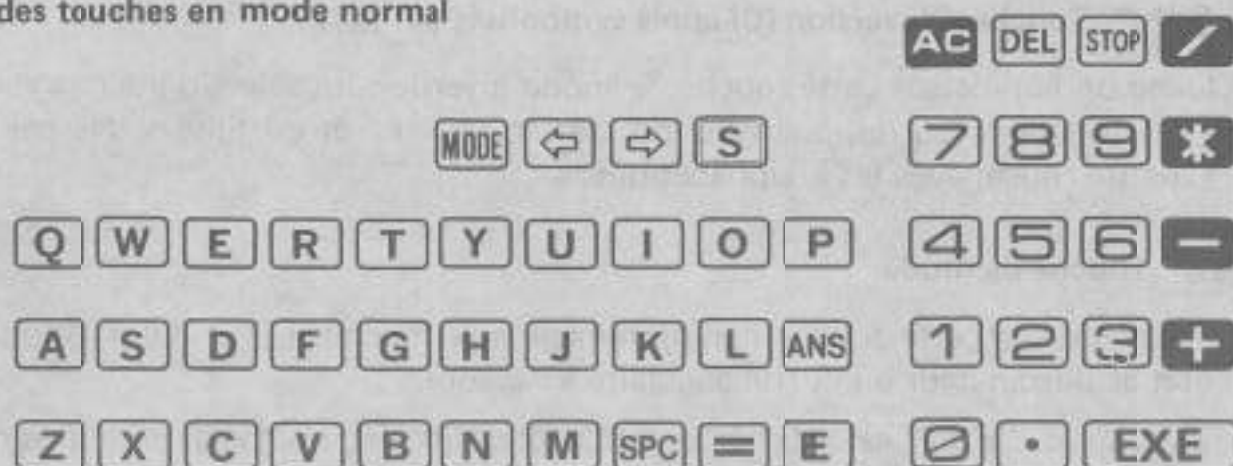 des touches en mode normal
AC DEL STOP /
MODE ⇦ ⇨ S 7 8 9 *
Q W E R T Y U I O P 4 5 6 −
A S D F G H J K L ANS 1 2 3 +
Z X C V B N M SPC = E 0 • EXE